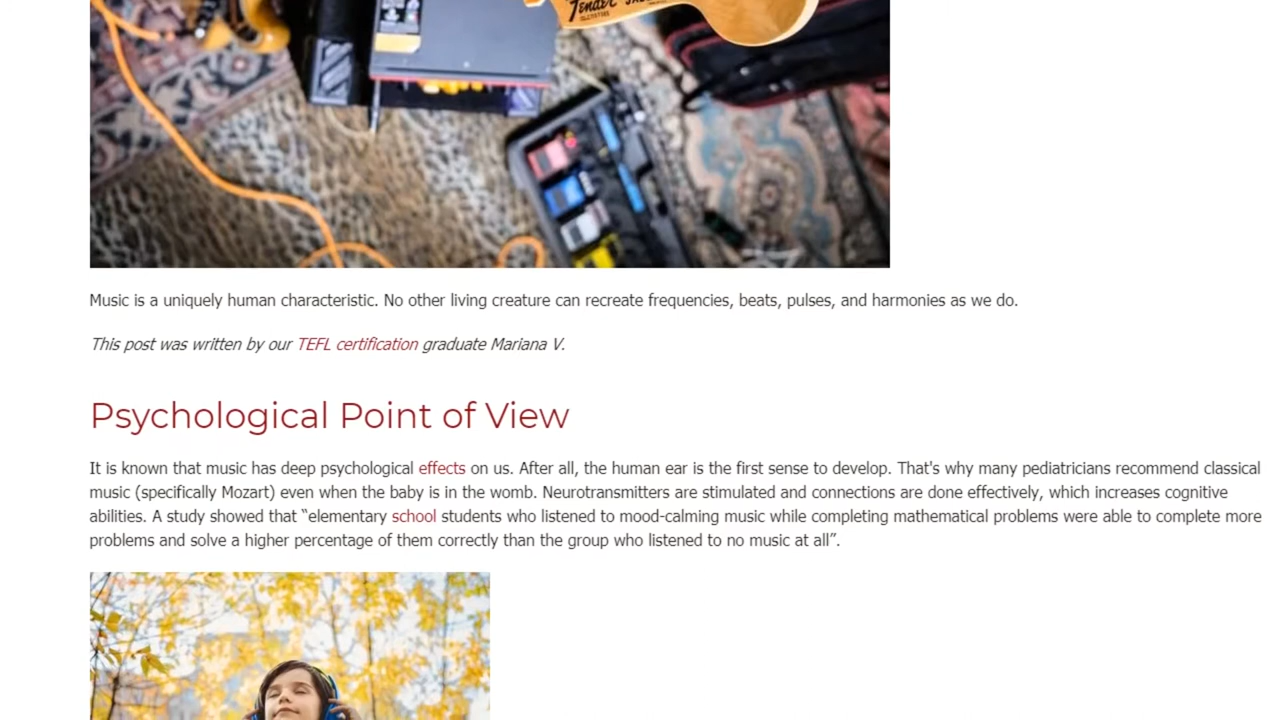 Fender
Music is a uniquely human characteristic. No other living creature can recreate frequencies, beats, pulses, and harmonies as we do.
This post was written by our TEFL certification graduate Mariana V.
Psychological Point of View
It is known that music has deep psychological effects on us. After all, the human ear is the first sense to develop. That's why many pediatricians recommend classical
music (specifically Mozart) even when the baby is in the womb. Neurotransmitters are stimulated and connections are done effectively, which increases cognitive
abilities. A study showed that “elementary school students who listened to mood-calming music while completing mathematical problems were able to complete more
problems and solve a higher percentage of them correctly than the group who listened to no music at all”.